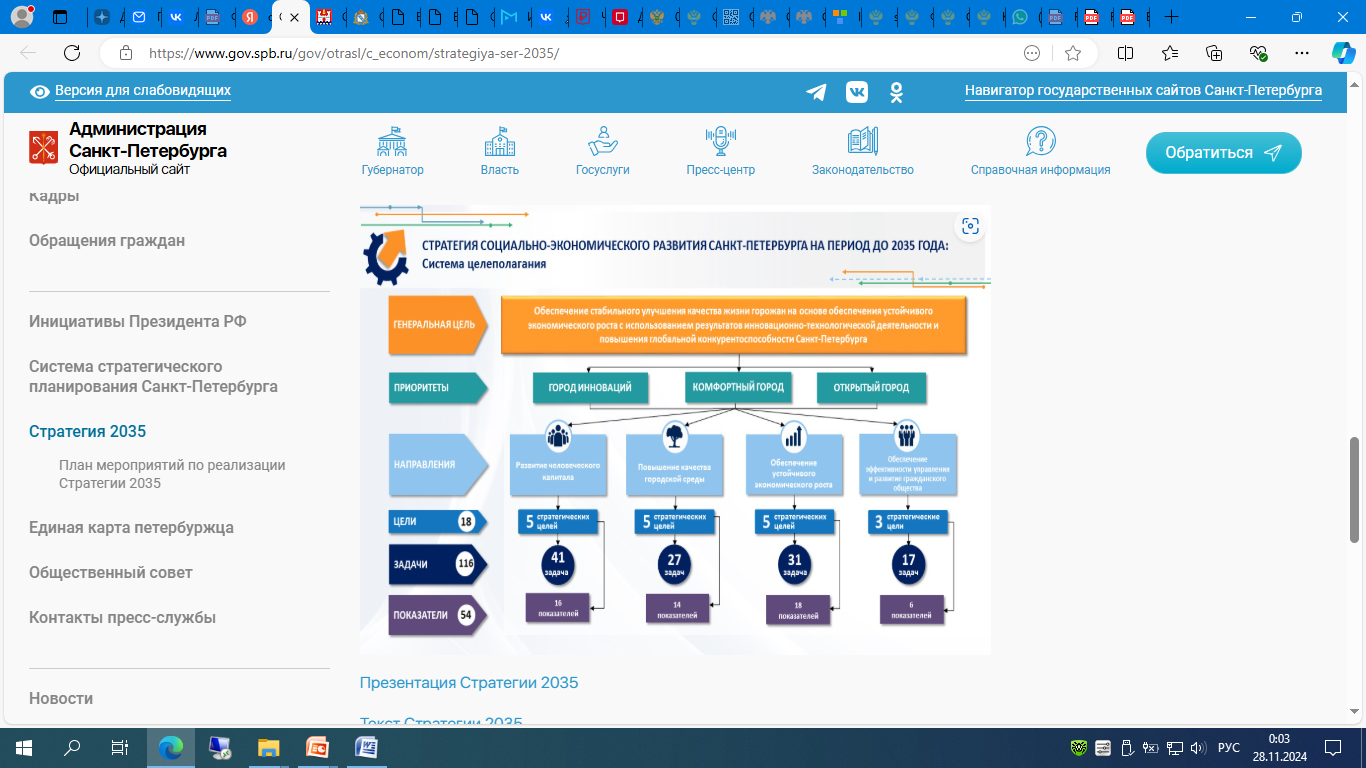 https://www.gov.spb.ru/gov/otrasl/c_econom/strategiya-ser-2035/
Версия для слабовидящих
Навигатор государственных сайтов Санкт-Петербурга
Администрация
Санкт-Петербурга
Официальный сайт
Губернатор
Власть
Госуслуги
Пресс-центр
Законодательство
Справочная информация
Обратиться
Кадры
Обращения граждан
Инициативы Президента РФ
Система стратегического
планирования Санкт-Петербурга
Стратегия 2035
План мероприятий по реализации
Стратегии 2035
Единая карта петербуржца
Общественный совет
Контакты пресс-службы
Новости
СТРАТЕГИЯ СОЦИАЛЬНО-ЭКОНОМИЧЕСКОГО РАЗВИТИЯ САНКТ-ПЕТЕРБУРГА НА ПЕРИОД ДО 2035 ГОДА:
Система целеполагания
ГЕНЕРАЛЬНАЯ ЦЕЛЬ
Обеспечение стабильного улучшения качества жизни горожан на основе обеспечения устойчивого
экономического роста с использованием результатов инновационно-технологической деятельности и
повышения глобальной конкурентоспособности Санкт-Петербурга
ПРИОРИТЕТЫ
ГОРОД ИННОВАЦИЙ
КОМФОРТНЫЙ ГОРОД
ОТКРЫТЫЙ ГОРОД
НАПРАВЛЕНИЯ
Развитие человеческого
капитала
Повышение качества
городской среды
Обеспечение
устойчивого
экономического роста
Обеспечение
эффективности управления
и развитие гражданского
общества
ЦЕЛИ 18
5 стратегических
целей
5 стратегических
целей
5 стратегических
целей
3 стратегические
цели
ЗАДАЧИ 116
41
задача
27
задач
31
задача
17
задач
ПОКАЗАТЕЛИ 54
16
показателей
14
показателей
18
показателей
6
показателей
Презентация Стратегии 2035
Текст Стратегии 2035
РУС
0:03
28.11.2024